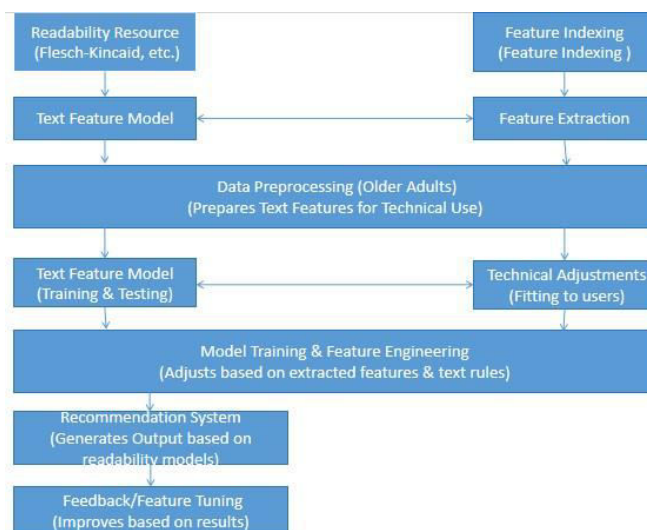 Readability Resource
(Flesch-Kincaid, etc.)
Feature Indexing
(Feature Indexing )
Text Feature Model
Feature Extraction
Data Preprocessing (Older Adults)
(Prepares Text Features for Technical Use)
Text Feature Model
(Training & Testing)
Technical Adjustments
(Fitting to users)
Model Training & Feature Engineering
(Adjusts based on extracted features & text rules)
Recommendation System
(Generates Output based on
readability models)
Feedback/Feature Tuning
(Improves based on results)